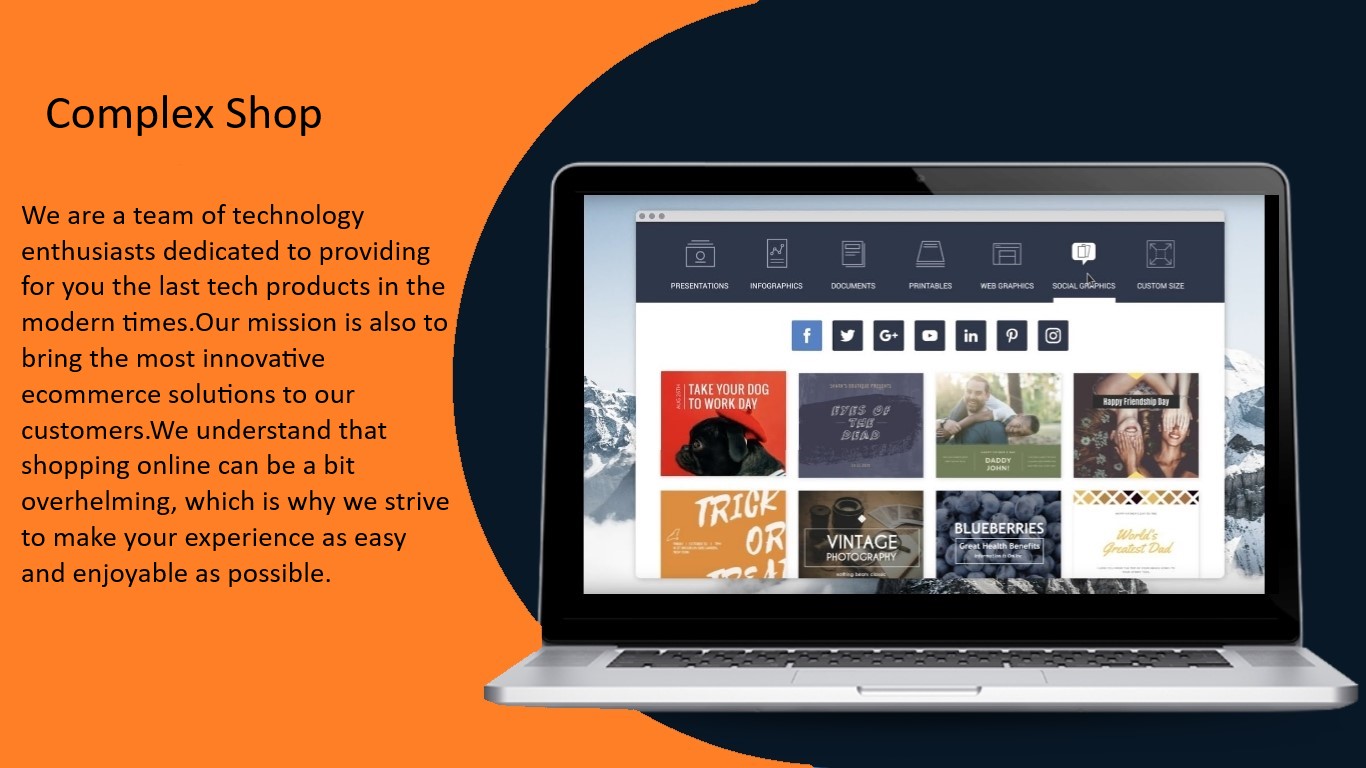 Complex Shop
We are a team of technology
enthusiasts dedicated to providing
for you the last tech products in the
modern times.Our mission is also to
bring the most innovative
ecommerce solutions to our
customers.We understand that
shopping online can be a bit
overhelming, which is why we strive
to make your experience as easy
and enjoyable as possible.
PRESENTATIONS INFOGRAPHICS DOCUMENTS PRINTABLES WEB GRAPHICS SOCIAL GRAPHICS CUSTOM SIZE
f G+ in
TAKE YOUR DOG
TO WORK DAY
EYES OF
THE
DEAD
DADDY
JOHN!
Happy Friendship Day
TRICK
OR
TREAT
VINTAGE
PHOTOGRAPHY
BLUEBERRIES
Great Health Benefits
World's
Greatest Dad